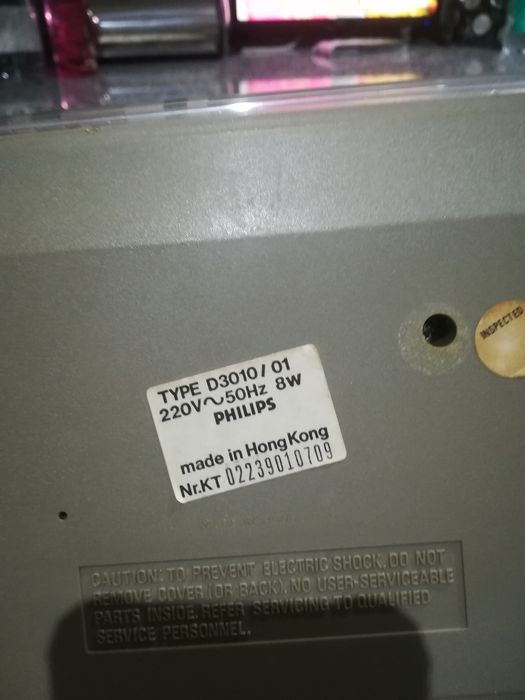 INSPECTED
TYPE D3010/01
220V~50Hz 8W
PHILIPS
made in Hong Kong
Nr.KT 02239010709
CAUTION: TO PREVENT ELECTRIC SHOCK, DO NOT
REMOVE COVER (OR BACK). NO USER-SERVICEABLE
PARTS INSIDE. REFER SERVICING TO QUALIFIED
SERVICE PERSONNEL.